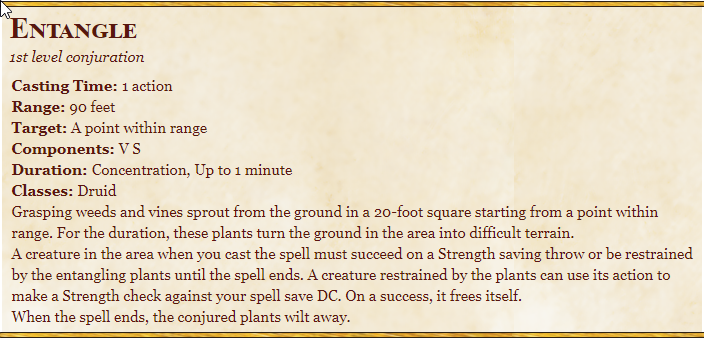 Entangle
1st level conjuration
Casting Time: 1 action
Range: 90 feet
Target: A point within range
Components: V S
Duration: Concentration, Up to 1 minute
Classes: Druid
Grasping weeds and vines sprout from the ground in a 20-foot square starting from a point within
range. For the duration, these plants turn the ground in the area into difficult terrain.
A creature in the area when you cast the spell must succeed on a Strength saving throw or be restrained
by the entangling plants until the spell ends. A creature restrained by the plants can use its action to
make a Strength check against your spell save DC. On a success, it frees itself.
When the spell ends, the conjured plants wilt away.